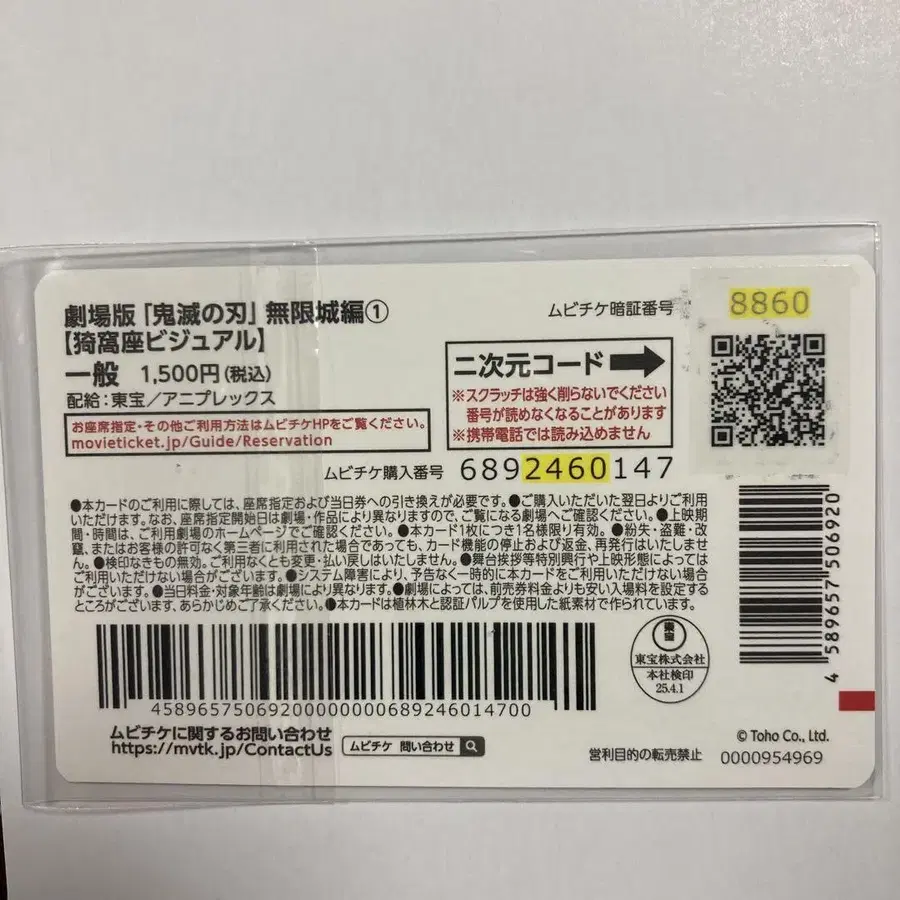 劇場版「鬼滅の刃」無限城編①
【猗窩座ビジュアル】
一般 1,500円(税込)
配給:東宝/アニプレックス
お座席指定・その他ご利用方法はムビチケHPをご覧ください。
movieticket.jp/Guide/Reservation
ムビチケ暗証番号 8860
二次元コード
※スクラッチは強く削らないでください
番号が読めなくなることがあります
※携帯電話では読み込めません
ムビチケ購入番号 6892460147
●本カードのご利用に際しては、座席指定および当日券への引き換えが必要です。●ご購入いただいた翌日よりご利用
いただけます。なお、座席指定開始日は劇場・作品により異なりますので、ご覧になる劇場へご確認ください。●上映期
間・時間は、ご利用劇場のホームページでご確認ください。●本カード1枚につき1名様限り有効。●紛失・盗難・改
竄、またはお客様の許可なく第三者に利用された場合であっても、カード機能の停止および返金、再発行はいたしませ
ん。●検印なきもの無効。ご利用なくとも変更・払い戻しはいたしません。●舞台挨拶等特別興行や上映形態によっては
ご利用いただけない場合がございます。●システム障害により、予告なく一時的に本カードをご利用いただけない場合
がございます。●当日料金・対象年齢は劇場により異なります。●劇場によっては、前売券料金よりも安い入場料を設定する
ところがございます、あらかじめご了承ください。●本カードは植林木と認証パルプを使用した紙素材で作られています。
45896575069200000000689246014700
4 589657 506920
東宝
東宝株式会社
本社検印
25.4.1
ムビチケに関するお問い合わせ
https://mvtk.jp/ContactUs
ムビチケ 問い合わせ
© Toho Co., Ltd.
営利目的の転売禁止 0000954969